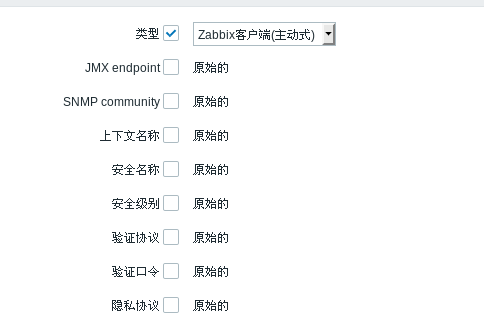 类型 Zabbix客户端(主动式)
JMX endpoint 原始的
SNMP community 原始的
上下文名称 原始的
安全名称 原始的
安全级别 原始的
验证协议 原始的
验证口令 原始的
隐私协议 原始的